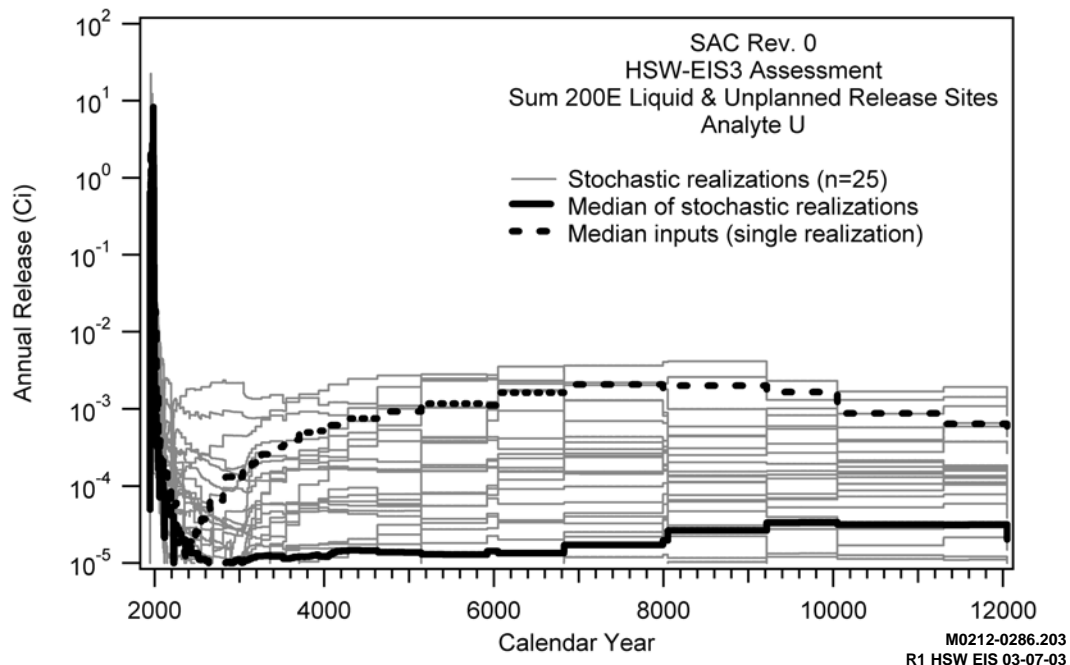 SAC Rev. 0
HSW-EIS3 Assessment
Sum 200E Liquid & Unplanned Release Sites
Analyte U
Stochastic realizations (n=25)
Median of stochastic realizations
Median inputs (single realization)
Annual Release (Ci)
10²
10¹
10⁰
10⁻¹
10⁻²
10⁻³
10⁻⁴
10⁻⁵
2000 4000 6000 8000 10000 12000
Calendar Year
M0212-0286.203
R1 HSW EIS 03-07-03